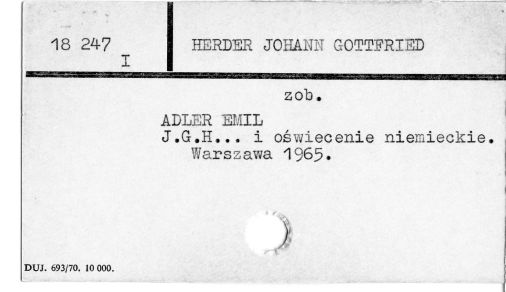 18 247
I
HERDER JOHANN GOTTFRIED
zob.
ADLER EMIL
J.G.H... i oświecenie niemieckie.
Warszawa 1965.
DUJ. 693/70. 10 000.